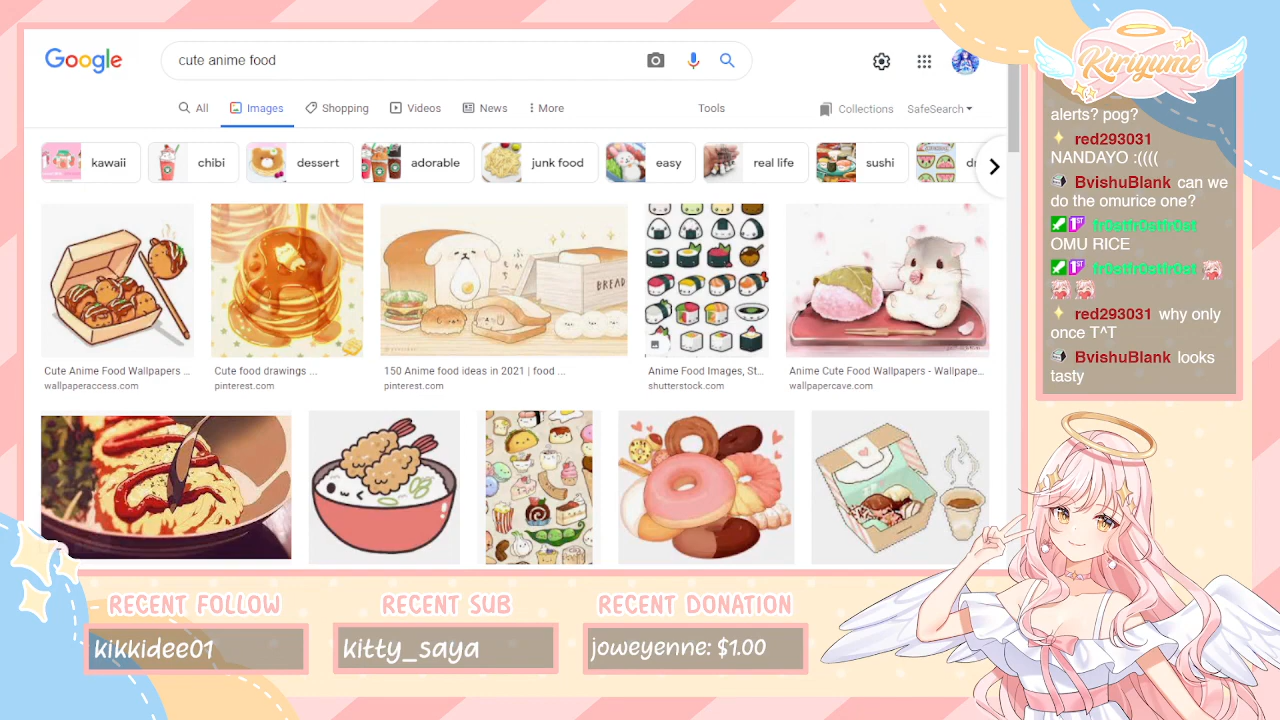 Google
cute anime food
All
Images
Shopping
Videos
News
More
Tools
Collections
SafeSearch
kawaii
chibi
dessert
adorable
junk food
easy
real life
sushi
BREAD
Cute Anime Food Wallpapers ...
wallpaperaccess.com
Cute food drawings ...
pinterest.com
150 Anime food ideas in 2021 | food ...
pinterest.com
Anime Food Images, St...
shutterstock.com
Anime Cute Food Wallpapers - Wallpape...
wallpapercave.com
Kiriyume
alerts? pog?
red293031
NANDAYO :((((
BvishuBlank can we
do the omurice one?
1ST fr0stfr0stfr0st
OMU RICE
1ST fr0stfr0stfr0st
red293031 why only
once T^T
BvishuBlank looks
tasty
RECENT FOLLOW
kikkidee01
RECENT SUB
kitty_saya
RECENT DONATION
joweyenne: $1.00